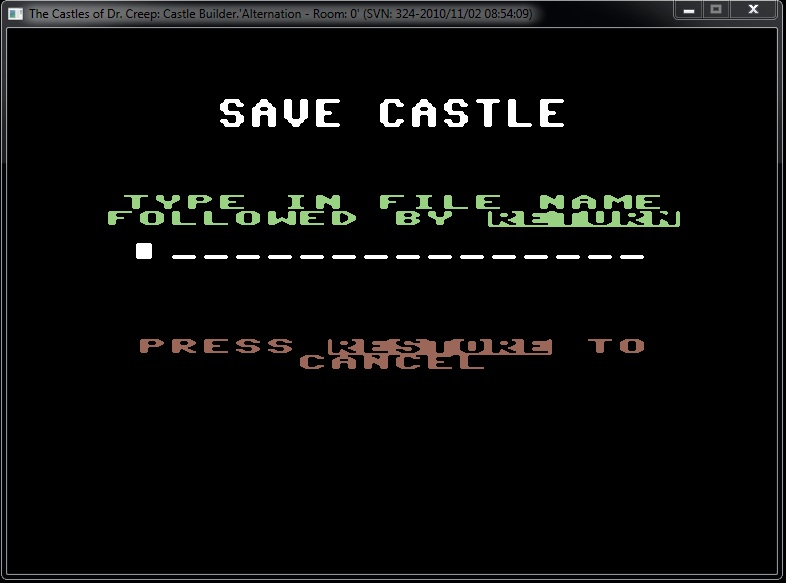 The Castles of Dr. Creep: Castle Builder.'Alternation - Room: 0' (SVN: 324-2010/11/02 08:54:09)
SAVE CASTLE
TYPE IN FILE NAME
FOLLOWED BY RETURN
PRESS RESTORE TO
CANCEL